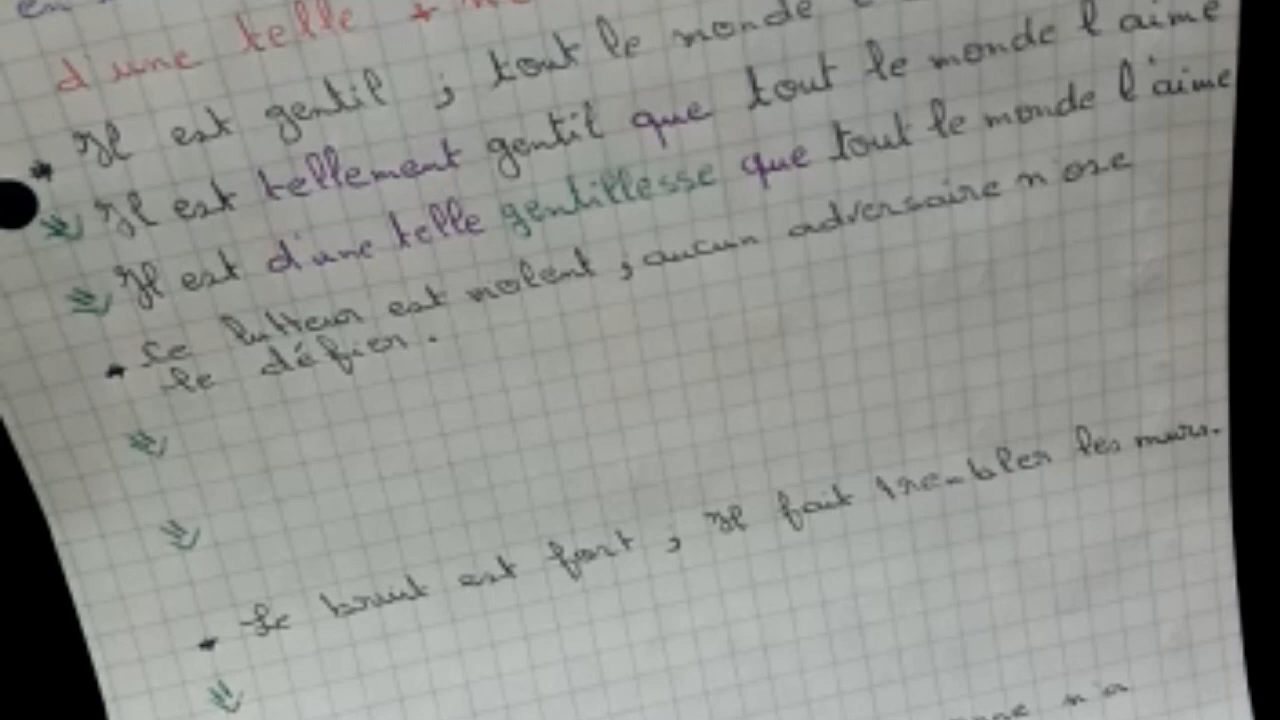 en
d'une telle +
Il est gentil ; tout le monde
Il est tellement gentil que tout le monde l'aime
Il est d'une telle gentillesse que tout le monde l'aime
Ce lutteur est violent ; aucun adversaire n'ose
le défier.
Le bruit est fort ; Il fait trembler les murs.
n'a